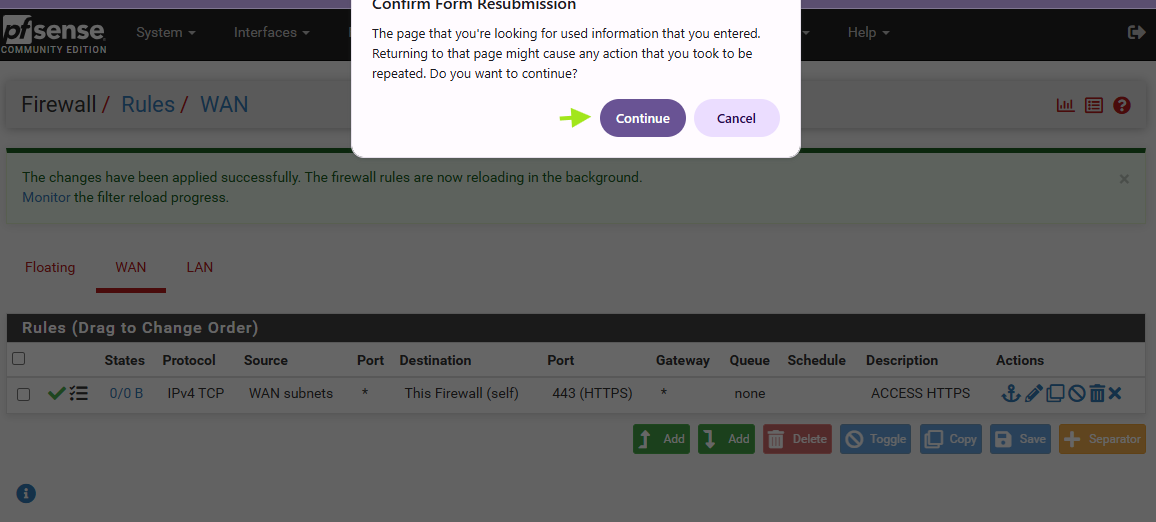 Confirm Form Resubmission
The page that you're looking for used information that you entered.
Returning to that page might cause any action that you took to be
repeated. Do you want to continue?
Continue Cancel
pfsense
COMMUNITY EDITION
System Interfaces Help
Firewall / Rules / WAN
The changes have been applied successfully. The firewall rules are now reloading in the background.
Monitor the filter reload progress.
Floating WAN LAN
Rules (Drag to Change Order)
States Protocol Source Port Destination Port Gateway Queue Schedule Description Actions
0/0 B IPv4 TCP WAN subnets * This Firewall (self) 443 (HTTPS) * none ACCESS HTTPS
Add Add Delete Toggle Copy Save Separator